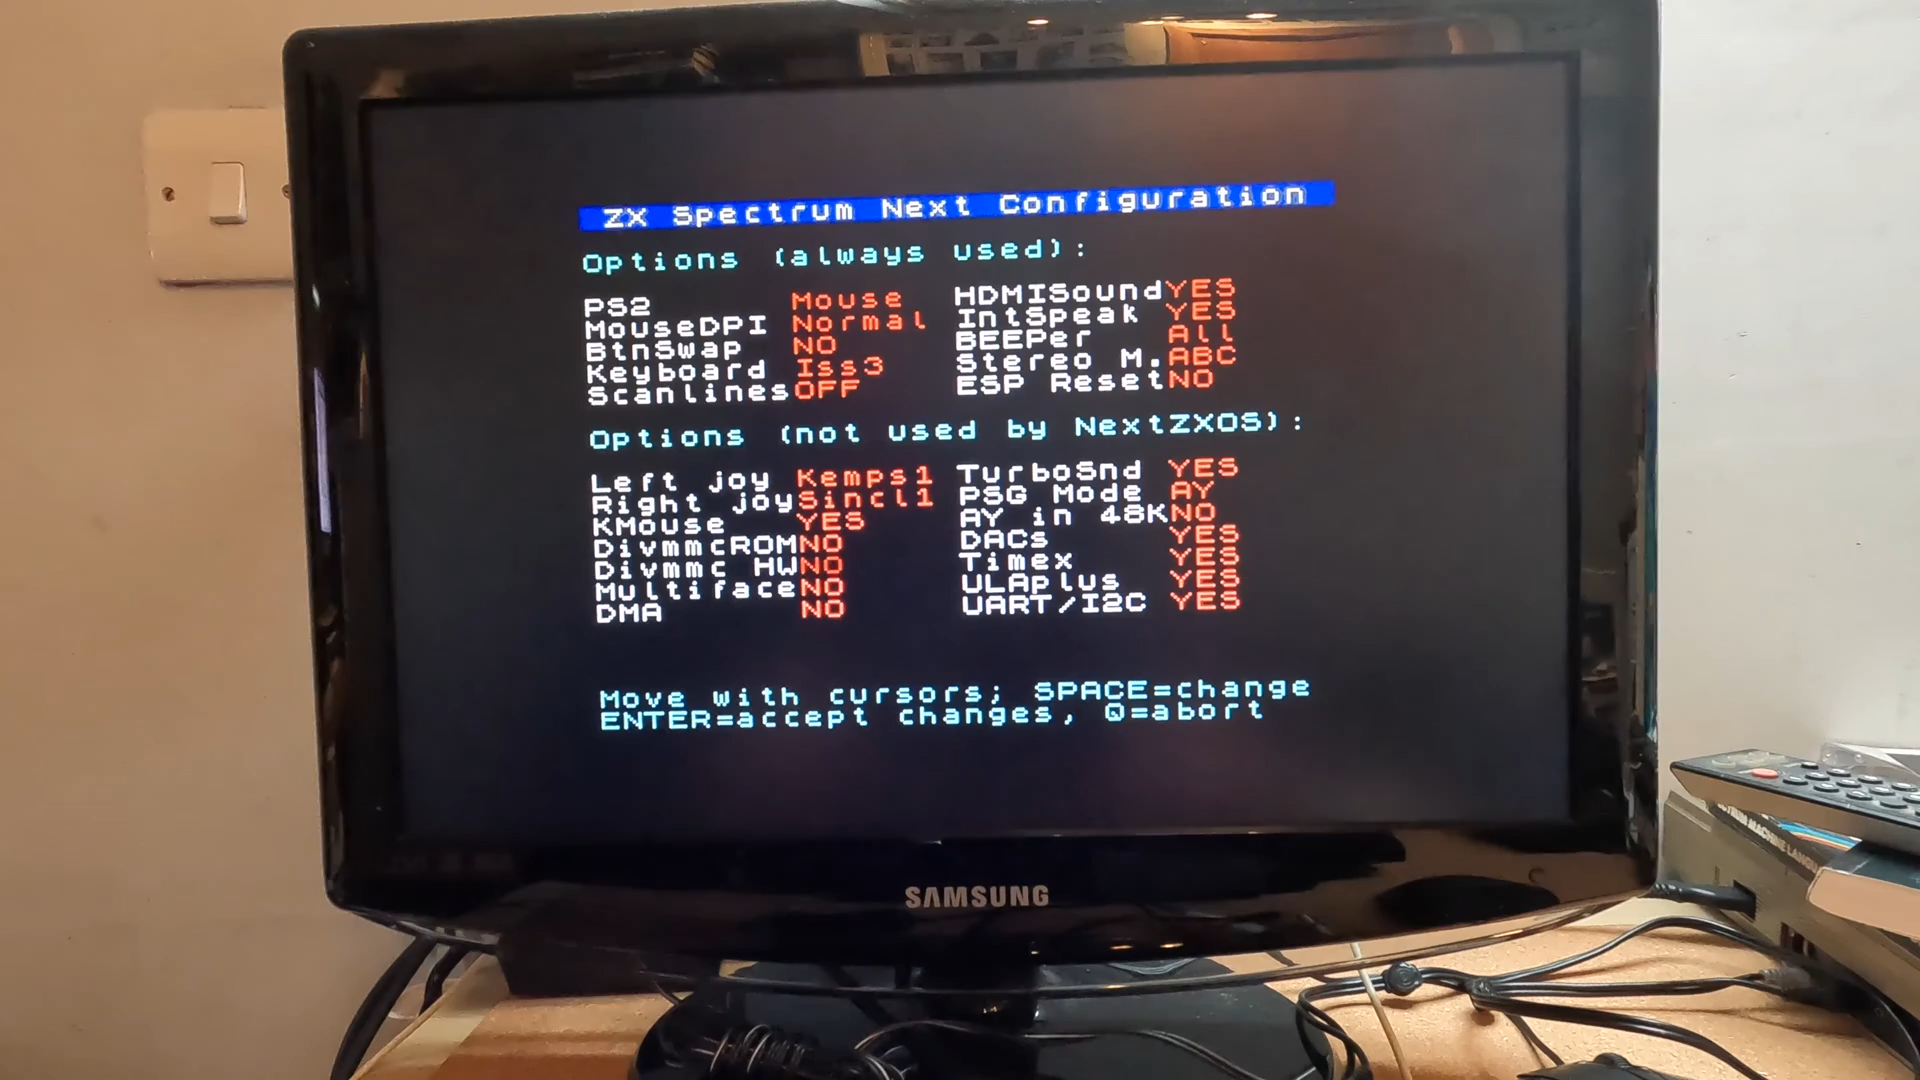 ZX Spectrum Next Configuration
Options (always used):
PS2 Mouse HDMISound YES
MouseDPI Normal IntSpeak YES
BtnSwap NO BEEPer All
Keyboard Iss3 Stereo M. ABC
Scanlines OFF ESP Reset NO
Options (not used by NextZXOS):
Left joy Kemps1 TurboSnd YES
Right joy Sincl1 PSG Mode AY
KMouse YES AY in 48K NO
DivmmcROM NO DACs YES
Divmmc HW NO Timex YES
Multiface NO ULAplus YES
DMA NO UART/I2C YES
Move with cursors; SPACE=change
ENTER=accept changes, Q=abort
SAMSUNG
MACHINE